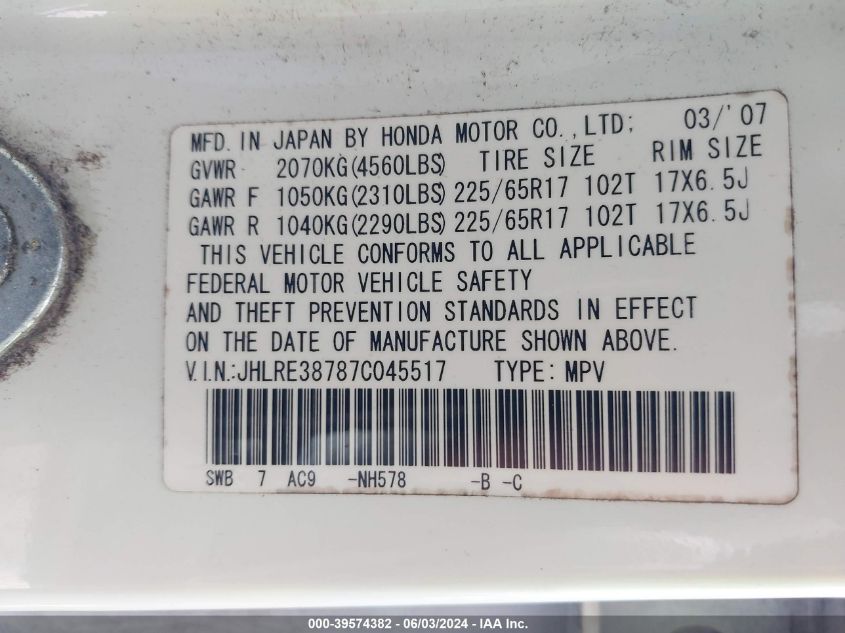 MFD. IN JAPAN BY HONDA MOTOR CO., LTD; 03/'07
GVWR 2070KG(4560LBS) TIRE SIZE RIM SIZE
GAWR F 1050KG(2310LBS) 225/65R17 102T 17X6.5J
GAWR R 1040KG(2290LBS) 225/65R17 102T 17X6.5J
THIS VEHICLE CONFORMS TO ALL APPLICABLE
FEDERAL MOTOR VEHICLE SAFETY
AND THEFT PREVENTION STANDARDS IN EFFECT
ON THE DATE OF MANUFACTURE SHOWN ABOVE.
V.I.N.:JHLRE38787C045517 TYPE: MPV
SWB 7 AC9 -NH578 -B -C
000-39574382 - 06/03/2024 - IAA Inc.